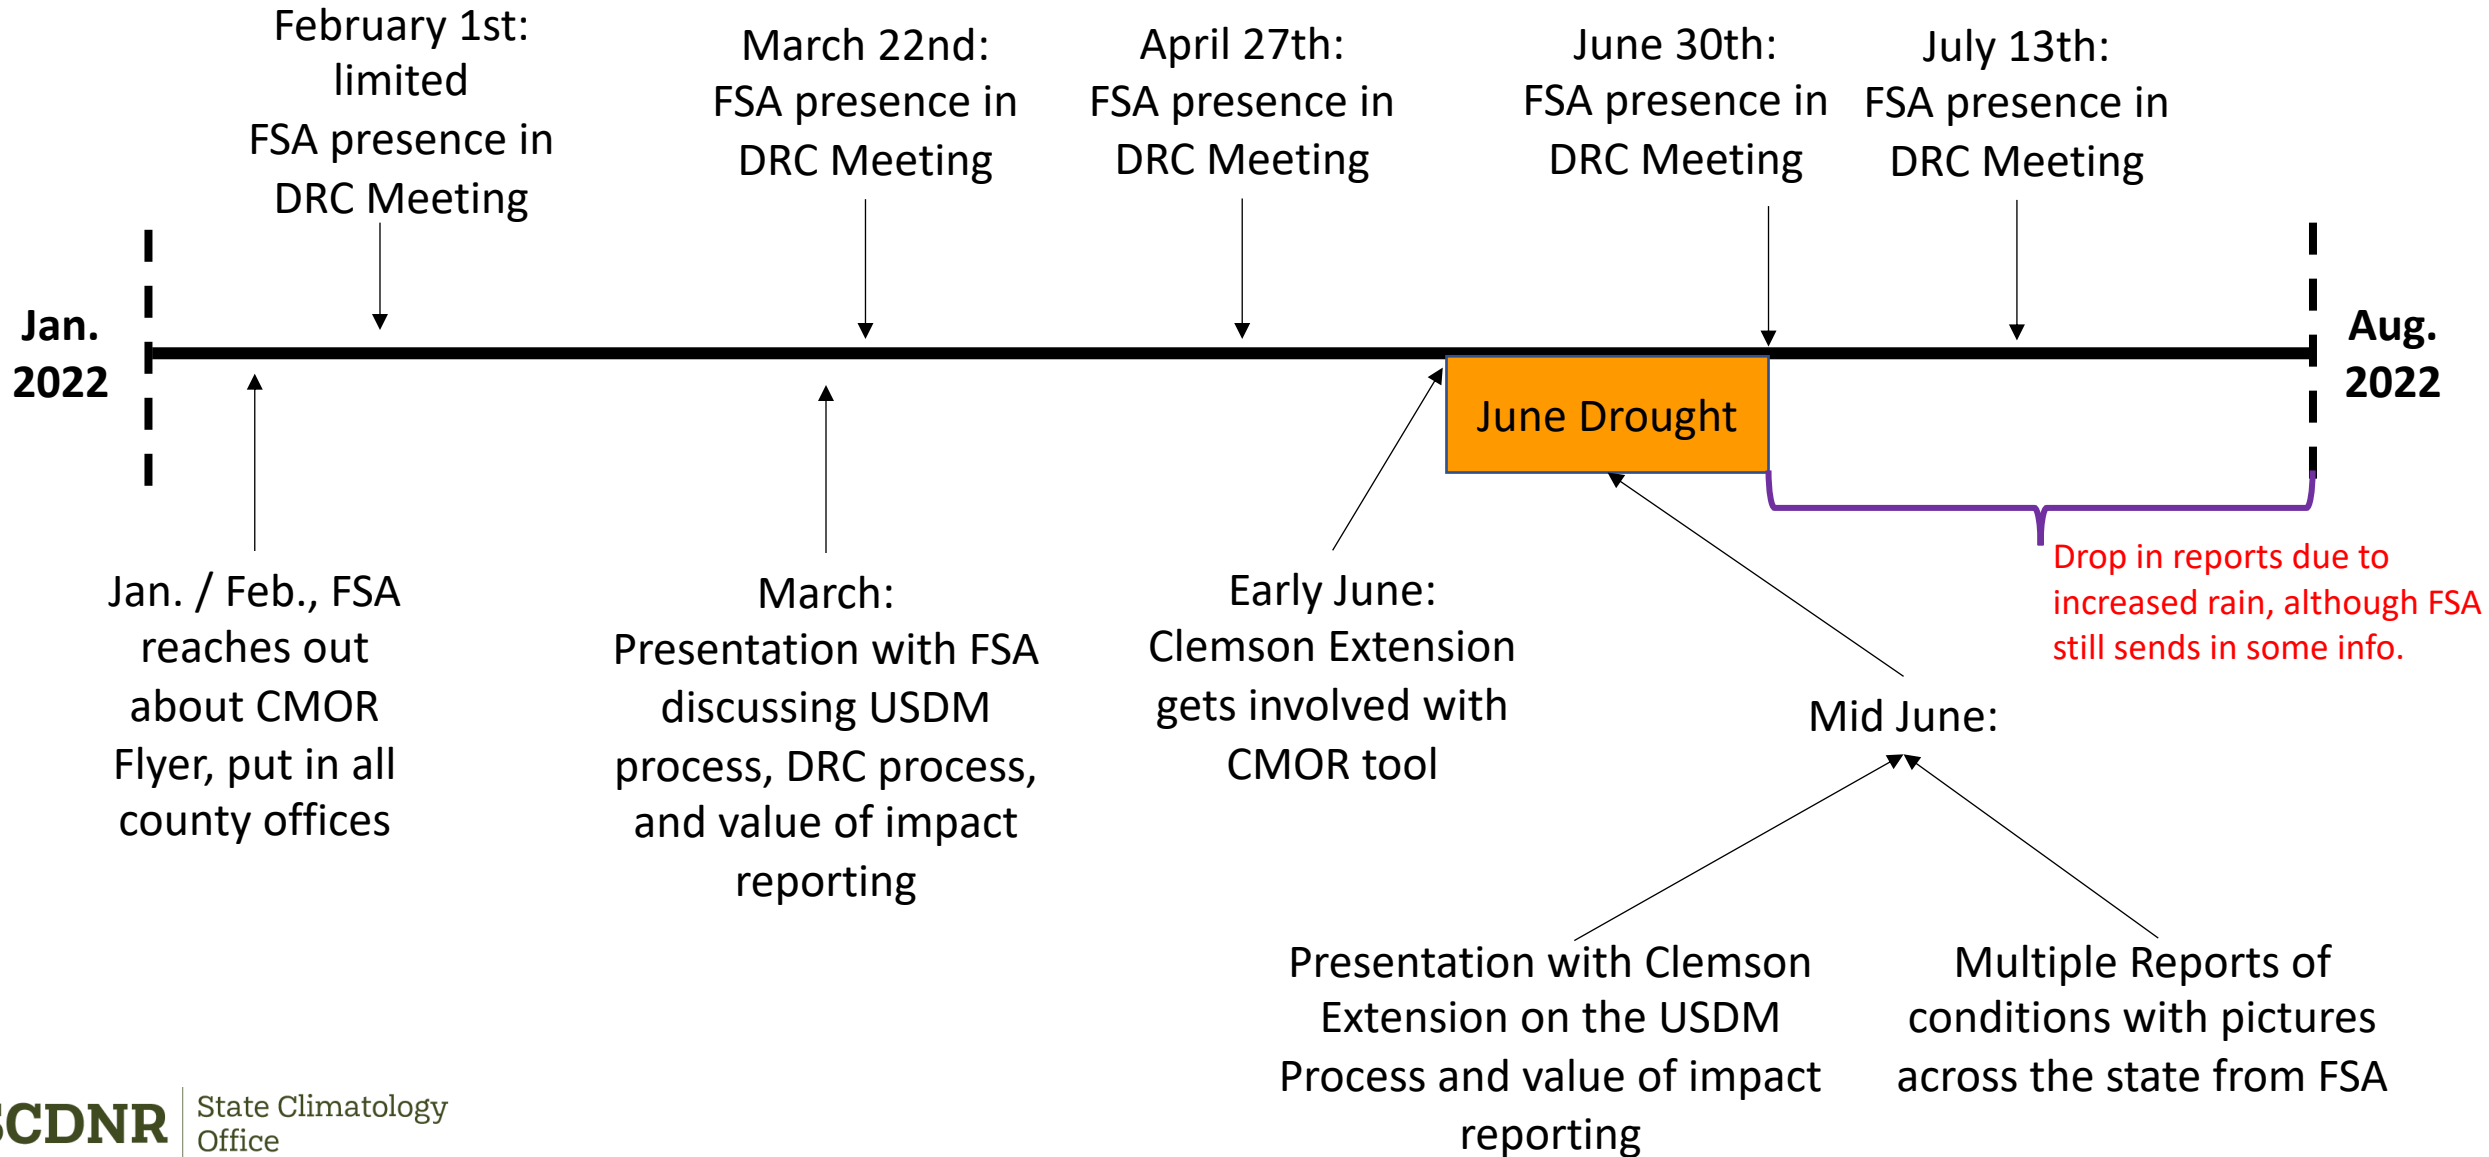 February 1st:
limited
FSA presence in
DRC Meeting
March 22nd:
FSA presence in
DRC Meeting
April 27th:
FSA presence in
DRC Meeting
June 30th:
FSA presence in
DRC Meeting
July 13th:
FSA presence in
DRC Meeting
Jan.
2022
Aug.
2022
June Drought
Jan. / Feb., FSA
reaches out
about CMOR
Flyer, put in all
county offices
March:
Presentation with FSA
discussing USDM
process, DRC process,
and value of impact
reporting
Early June:
Clemson Extension
gets involved with
CMOR tool
Drop in reports due to
increased rain, although FSA
still sends in some info.
Mid June:
Presentation with Clemson
Extension on the USDM
Process and value of impact
reporting
Multiple Reports of
conditions with pictures
across the state from FSA
SCDNR
State Climatology
Office